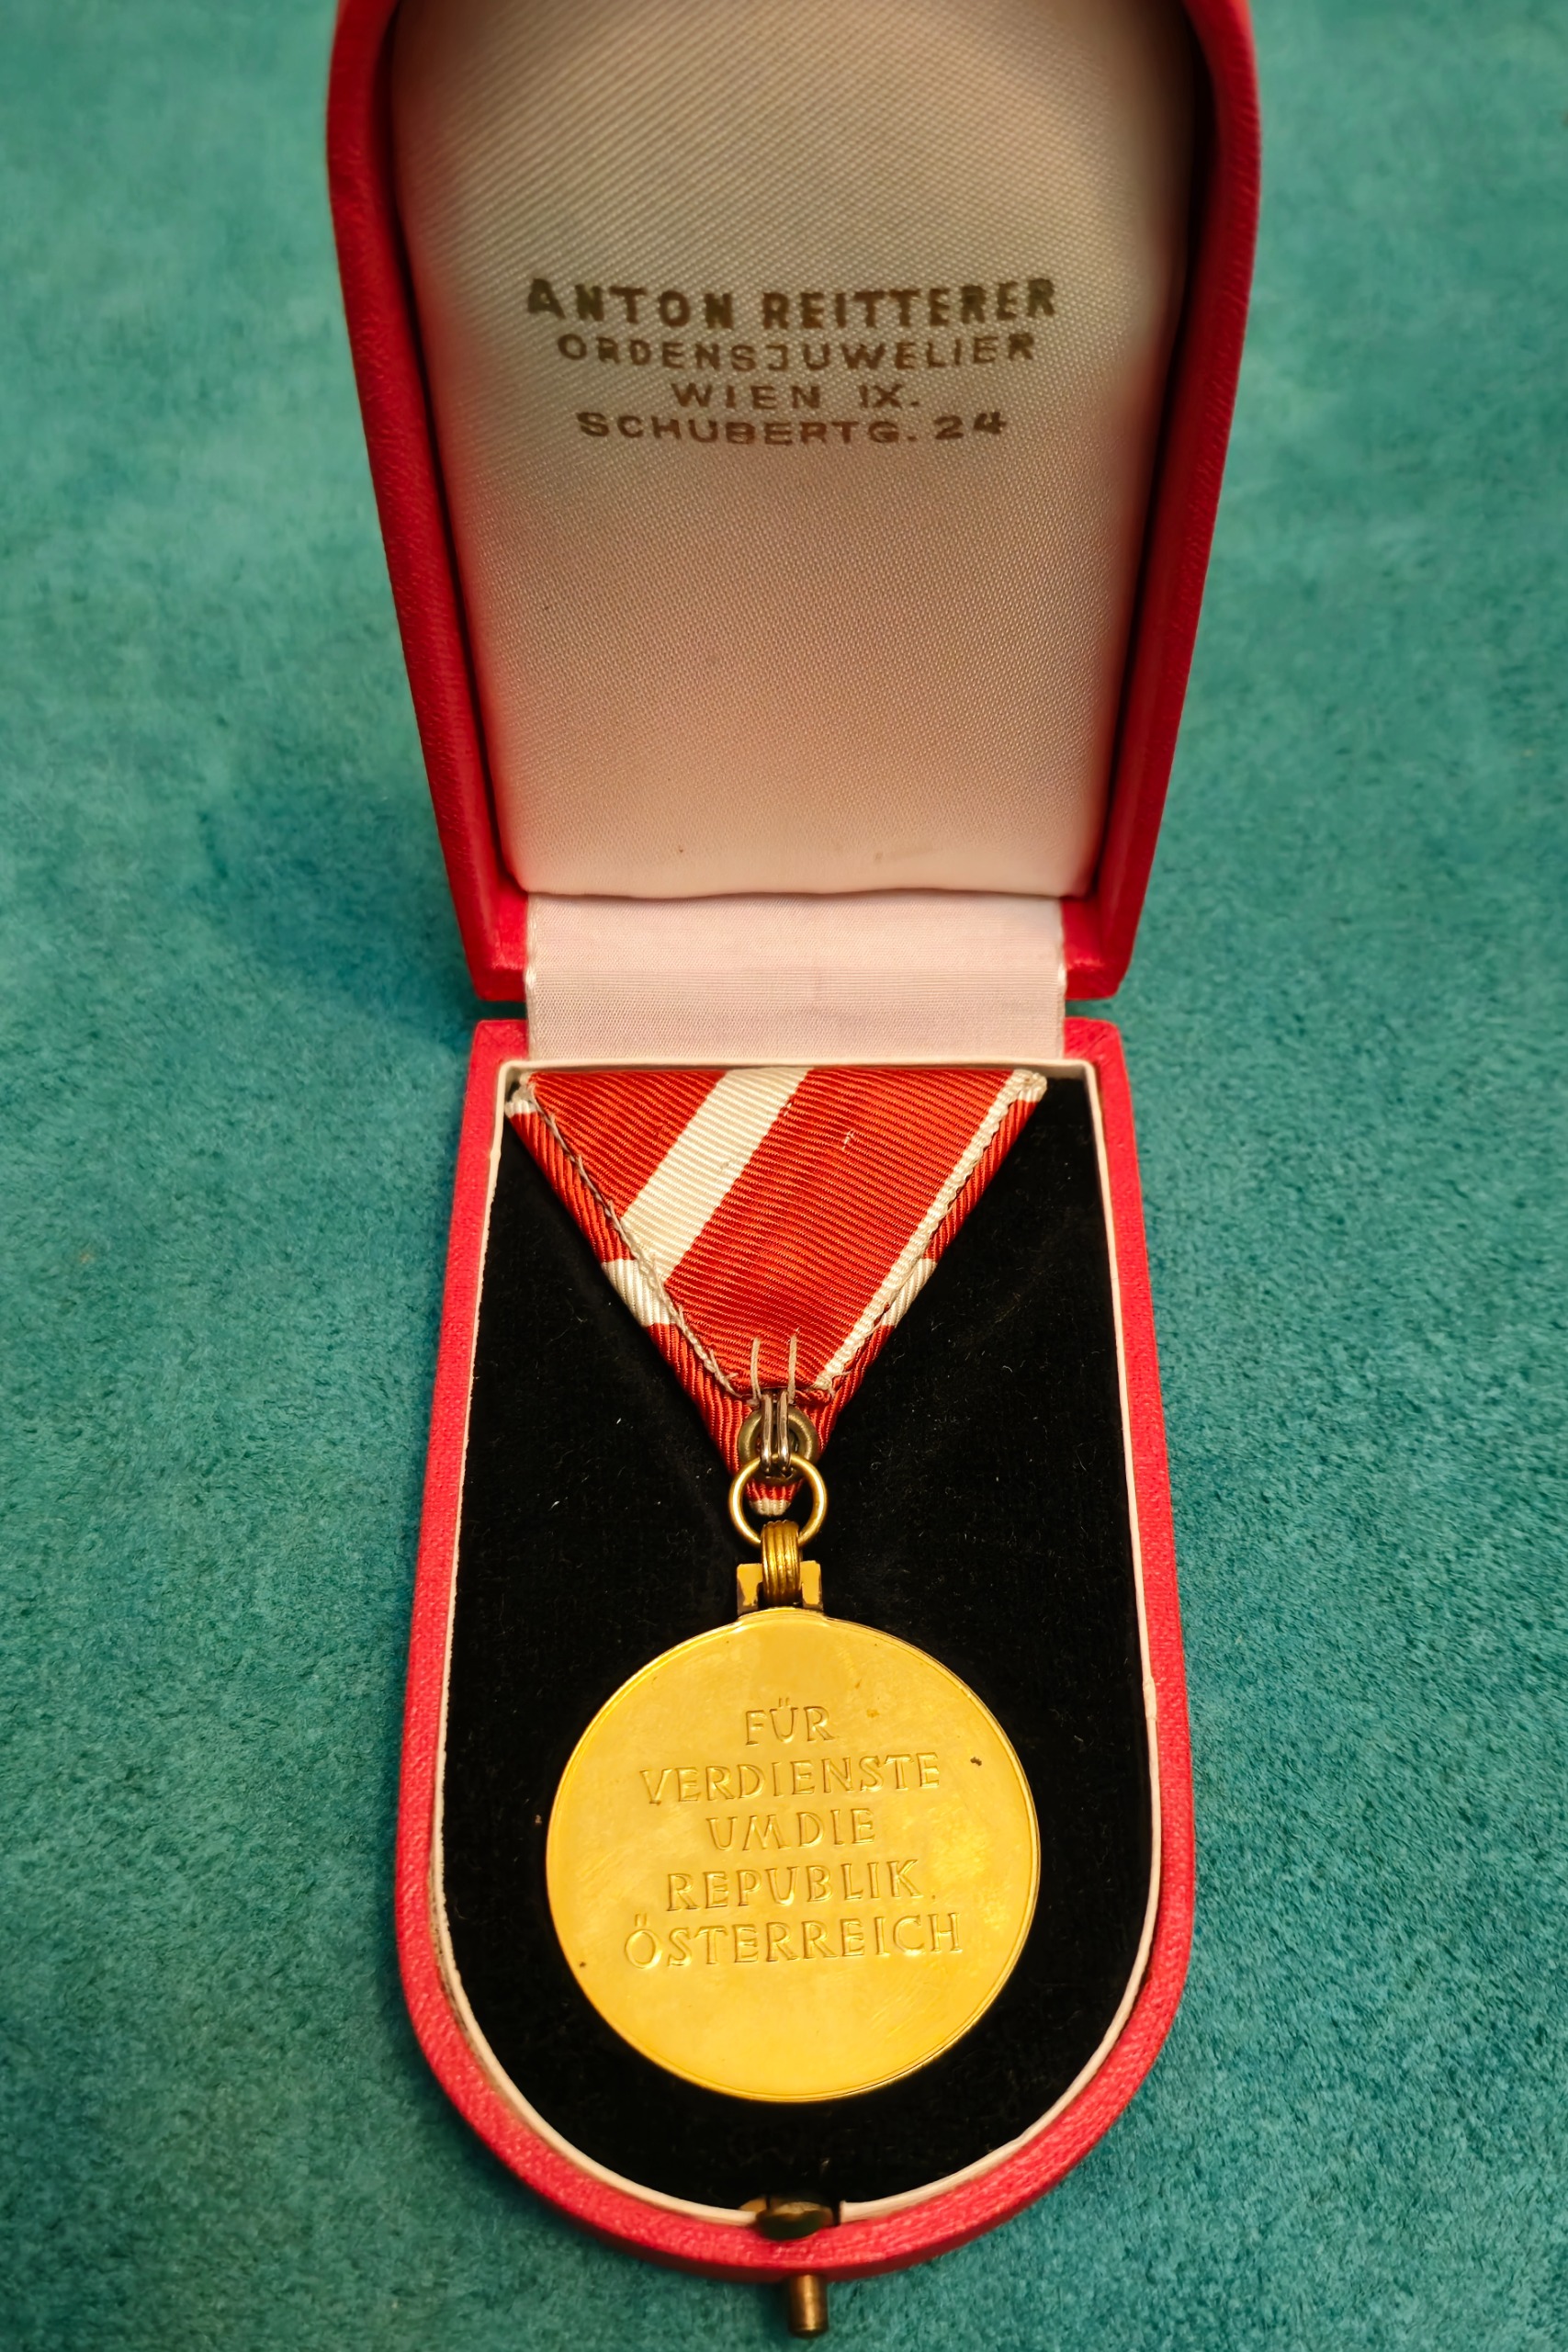 ANTON REITTERER
ORDENSJUWELIER
WIEN IX.
SCHUBERTG. 24
FÜR
VERDIENSTE
UM DIE
REPUBLIK
ÖSTERREICH